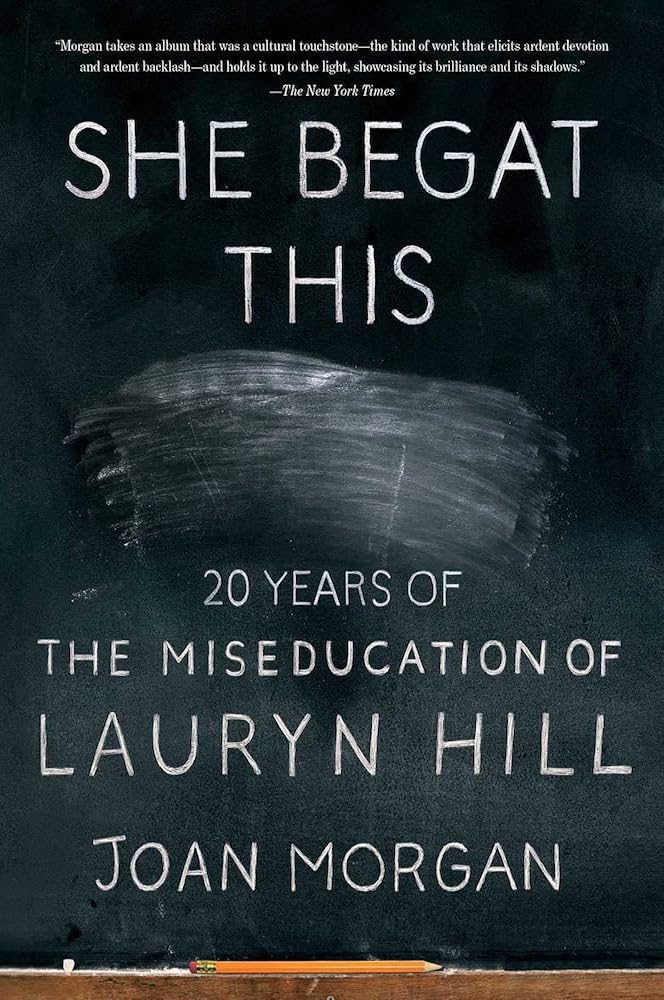 “Morgan takes an album that was a cultural touchstone—the kind of work that elicits ardent devotion
and ardent backlash—and holds it up to the light, showcasing its brilliance and its shadows.”
—The New York Times
SHE BEGAT
THIS
20 YEARS OF
THE MISEDUCATION OF
LAURYN HILL
JOAN MORGAN